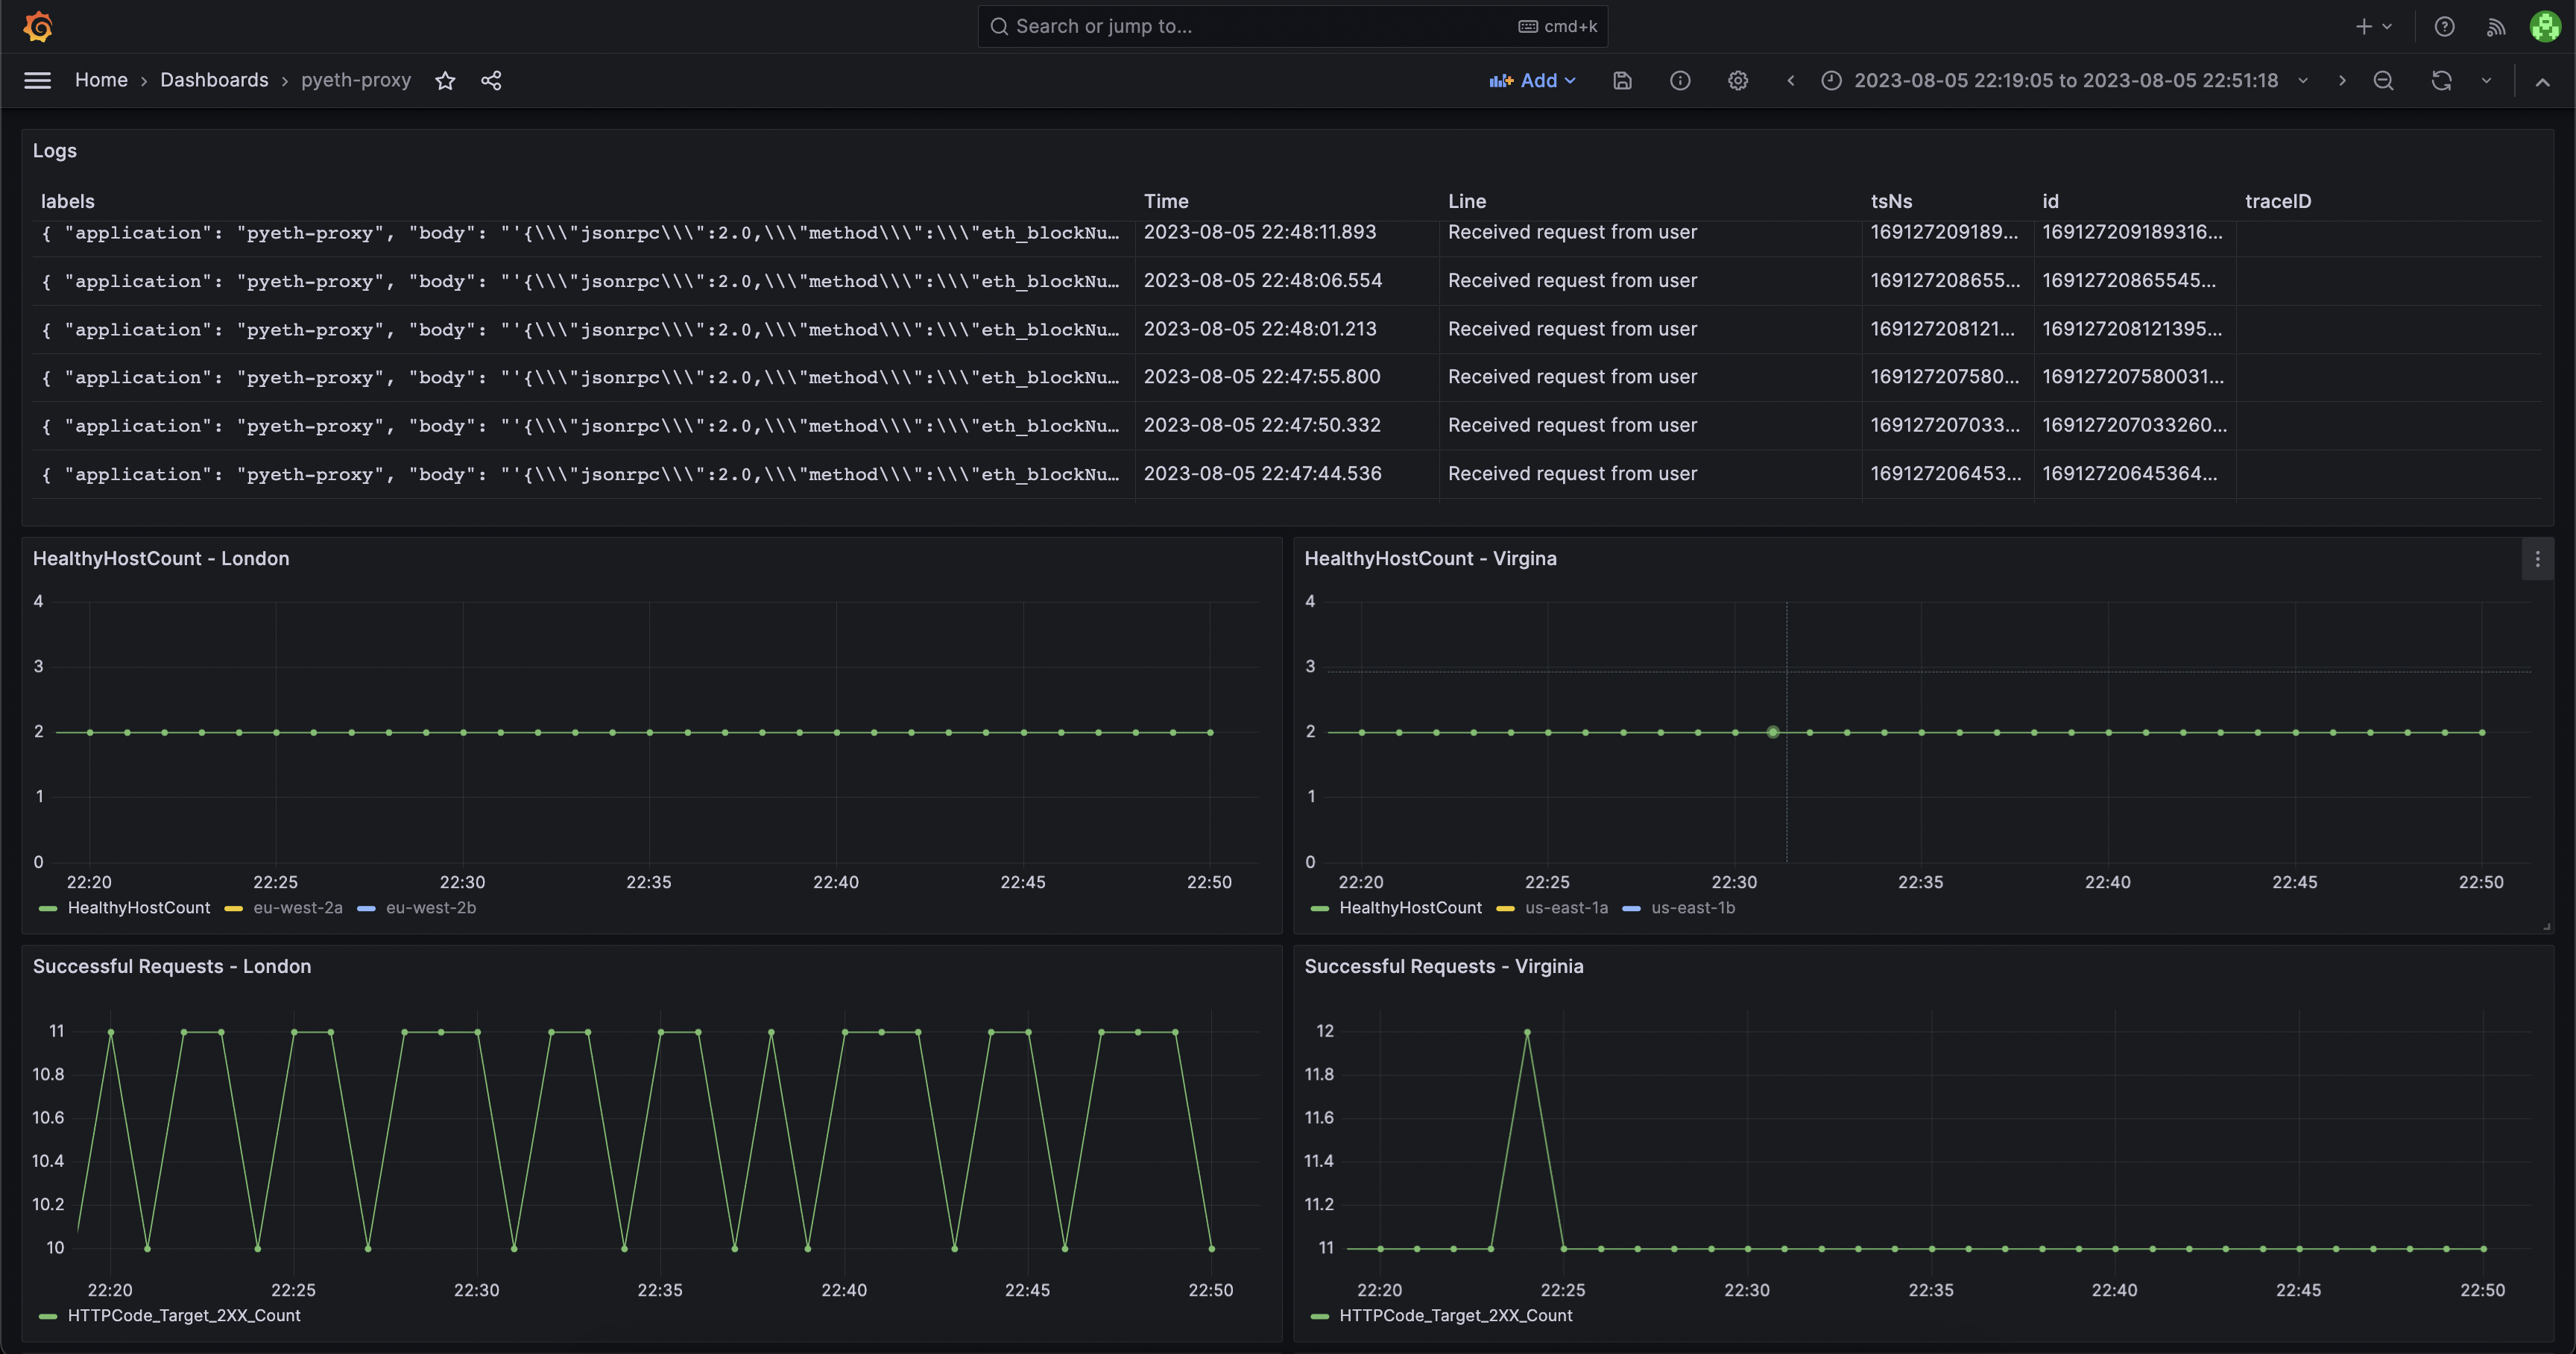 Search or jump to... cmd+k
Home › Dashboards › pyeth-proxy Add 2023-08-05 22:19:05 to 2023-08-05 22:51:18
Logs
labels Time Line tsNs id traceID
{ "application": "pyeth-proxy", "body": "'{\\\"jsonrpc\\\":2.0,\\\"method\\\":\\\"eth_blockNu… 2023-08-05 22:48:11.893 Received request from user 169127209189... 169127209189316...
{ "application": "pyeth-proxy", "body": "'{\\\"jsonrpc\\\":2.0,\\\"method\\\":\\\"eth_blockNu… 2023-08-05 22:48:06.554 Received request from user 169127208655... 16912720865545...
{ "application": "pyeth-proxy", "body": "'{\\\"jsonrpc\\\":2.0,\\\"method\\\":\\\"eth_blockNu… 2023-08-05 22:48:01.213 Received request from user 169127208121... 169127208121395...
{ "application": "pyeth-proxy", "body": "'{\\\"jsonrpc\\\":2.0,\\\"method\\\":\\\"eth_blockNu… 2023-08-05 22:47:55.800 Received request from user 169127207580... 169127207580031...
{ "application": "pyeth-proxy", "body": "'{\\\"jsonrpc\\\":2.0,\\\"method\\\":\\\"eth_blockNu… 2023-08-05 22:47:50.332 Received request from user 169127207033... 169127207033260...
{ "application": "pyeth-proxy", "body": "'{\\\"jsonrpc\\\":2.0,\\\"method\\\":\\\"eth_blockNu… 2023-08-05 22:47:44.536 Received request from user 169127206453... 16912720645364...
HealthyHostCount - London
4
3
2
1
0
22:20 22:25 22:30 22:35 22:40 22:45 22:50
HealthyHostCount eu-west-2a eu-west-2b
HealthyHostCount - Virgina
4
3
2
1
0
22:20 22:25 22:30 22:35 22:40 22:45 22:50
HealthyHostCount us-east-1a us-east-1b
Successful Requests - London
11
10.8
10.6
10.4
10.2
10
22:20 22:25 22:30 22:35 22:40 22:45 22:50
HTTPCode_Target_2XX_Count
Successful Requests - Virginia
12
11.8
11.6
11.4
11.2
11
22:20 22:25 22:30 22:35 22:40 22:45 22:50
HTTPCode_Target_2XX_Count